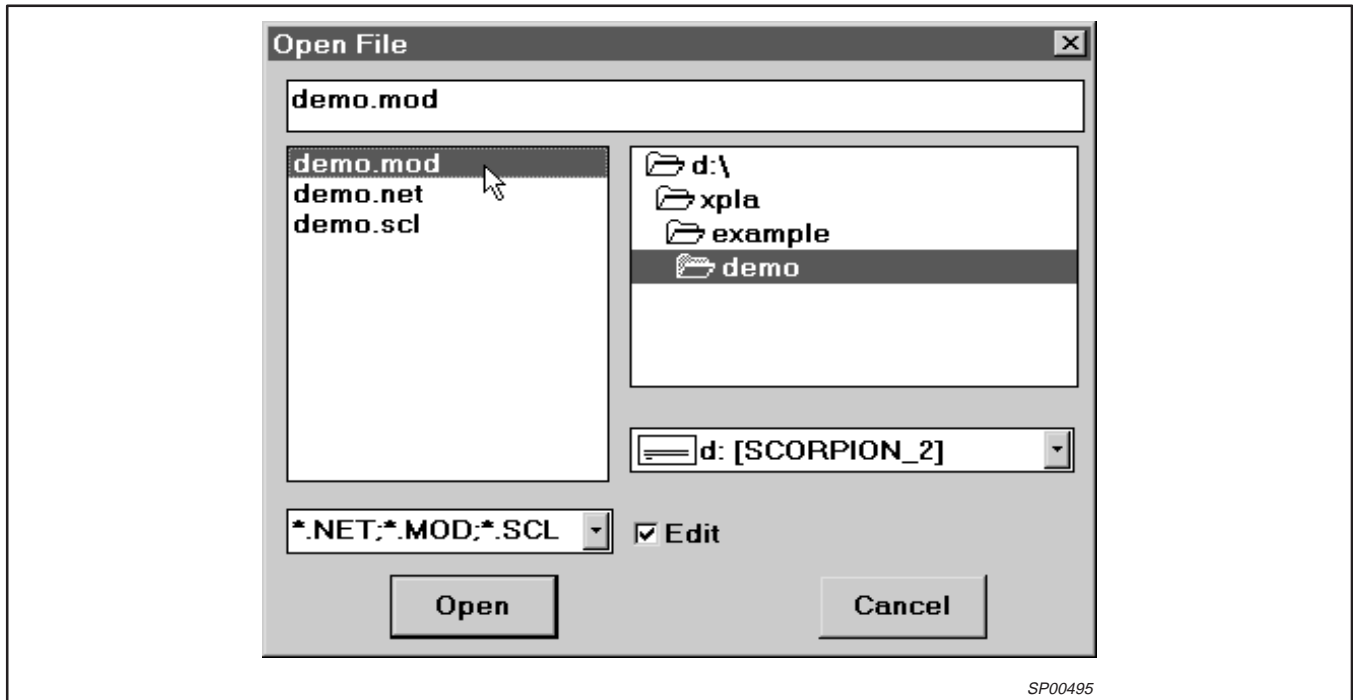 Open File
demo.mod
demo.mod
demo.net
demo.scl
d:\
xpla
example
demo
d: [SCORPION_2]
*.NET;*.MOD;*.SCL
Edit
Open
Cancel
SP00495